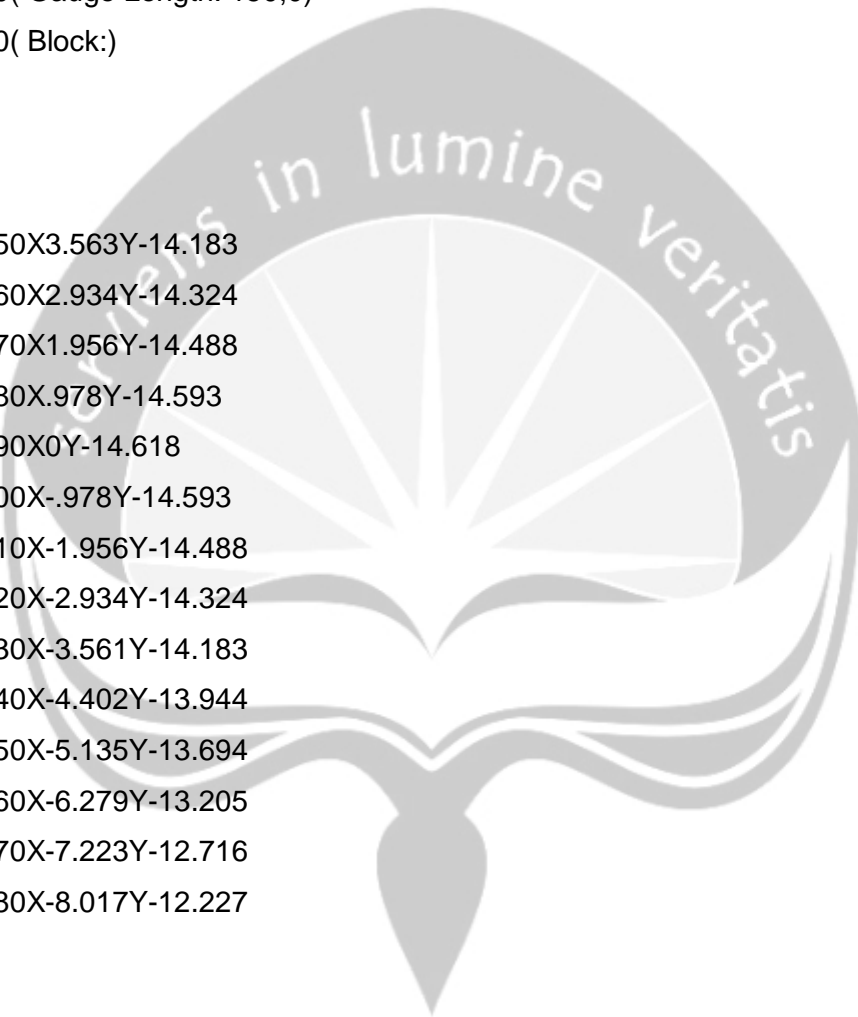 0( Block:)
50X3.563Y-14.183
60X2.934Y-14.324
70X1.956Y-14.488
80X.978Y-14.593
90X0Y-14.618
00X-.978Y-14.593
10X-1.956Y-14.488
20X-2.934Y-14.324
30X-3.561Y-14.183
40X-4.402Y-13.944
50X-5.135Y-13.694
60X-6.279Y-13.205
70X-7.223Y-12.716
80X-8.017Y-12.227
serviens in lumine veritatis